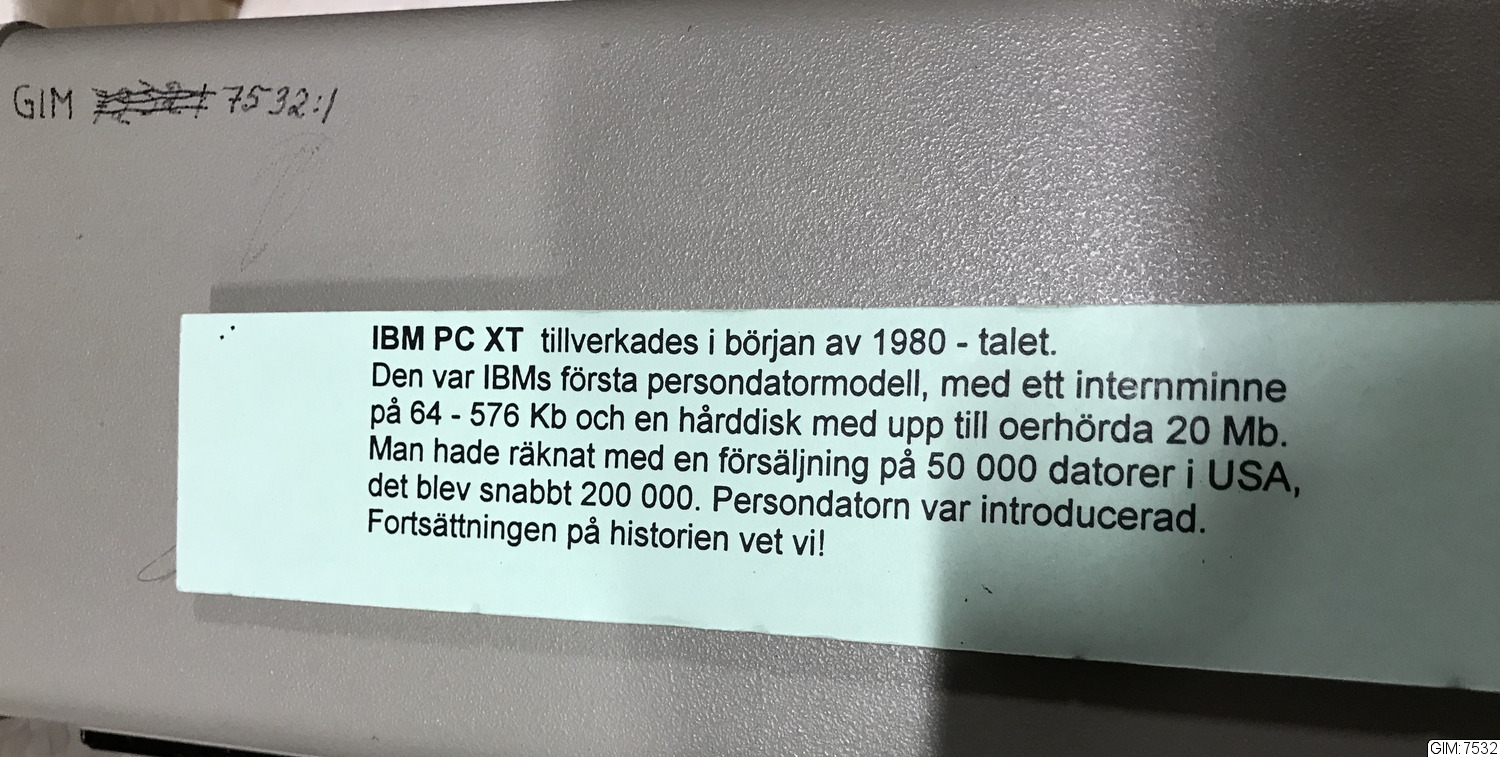 GIM 7532:1
IBM PC XT tillverkades i början av 1980 - talet.
Den var IBMs första persondatormodell, med ett internminne
på 64 - 576 Kb och en hårddisk med upp till oerhörda 20 Mb.
Man hade räknat med en försäljning på 50 000 datorer i USA,
det blev snabbt 200 000. Persondatorn var introducerad.
Fortsättningen på historien vet vi!
GIM:7532